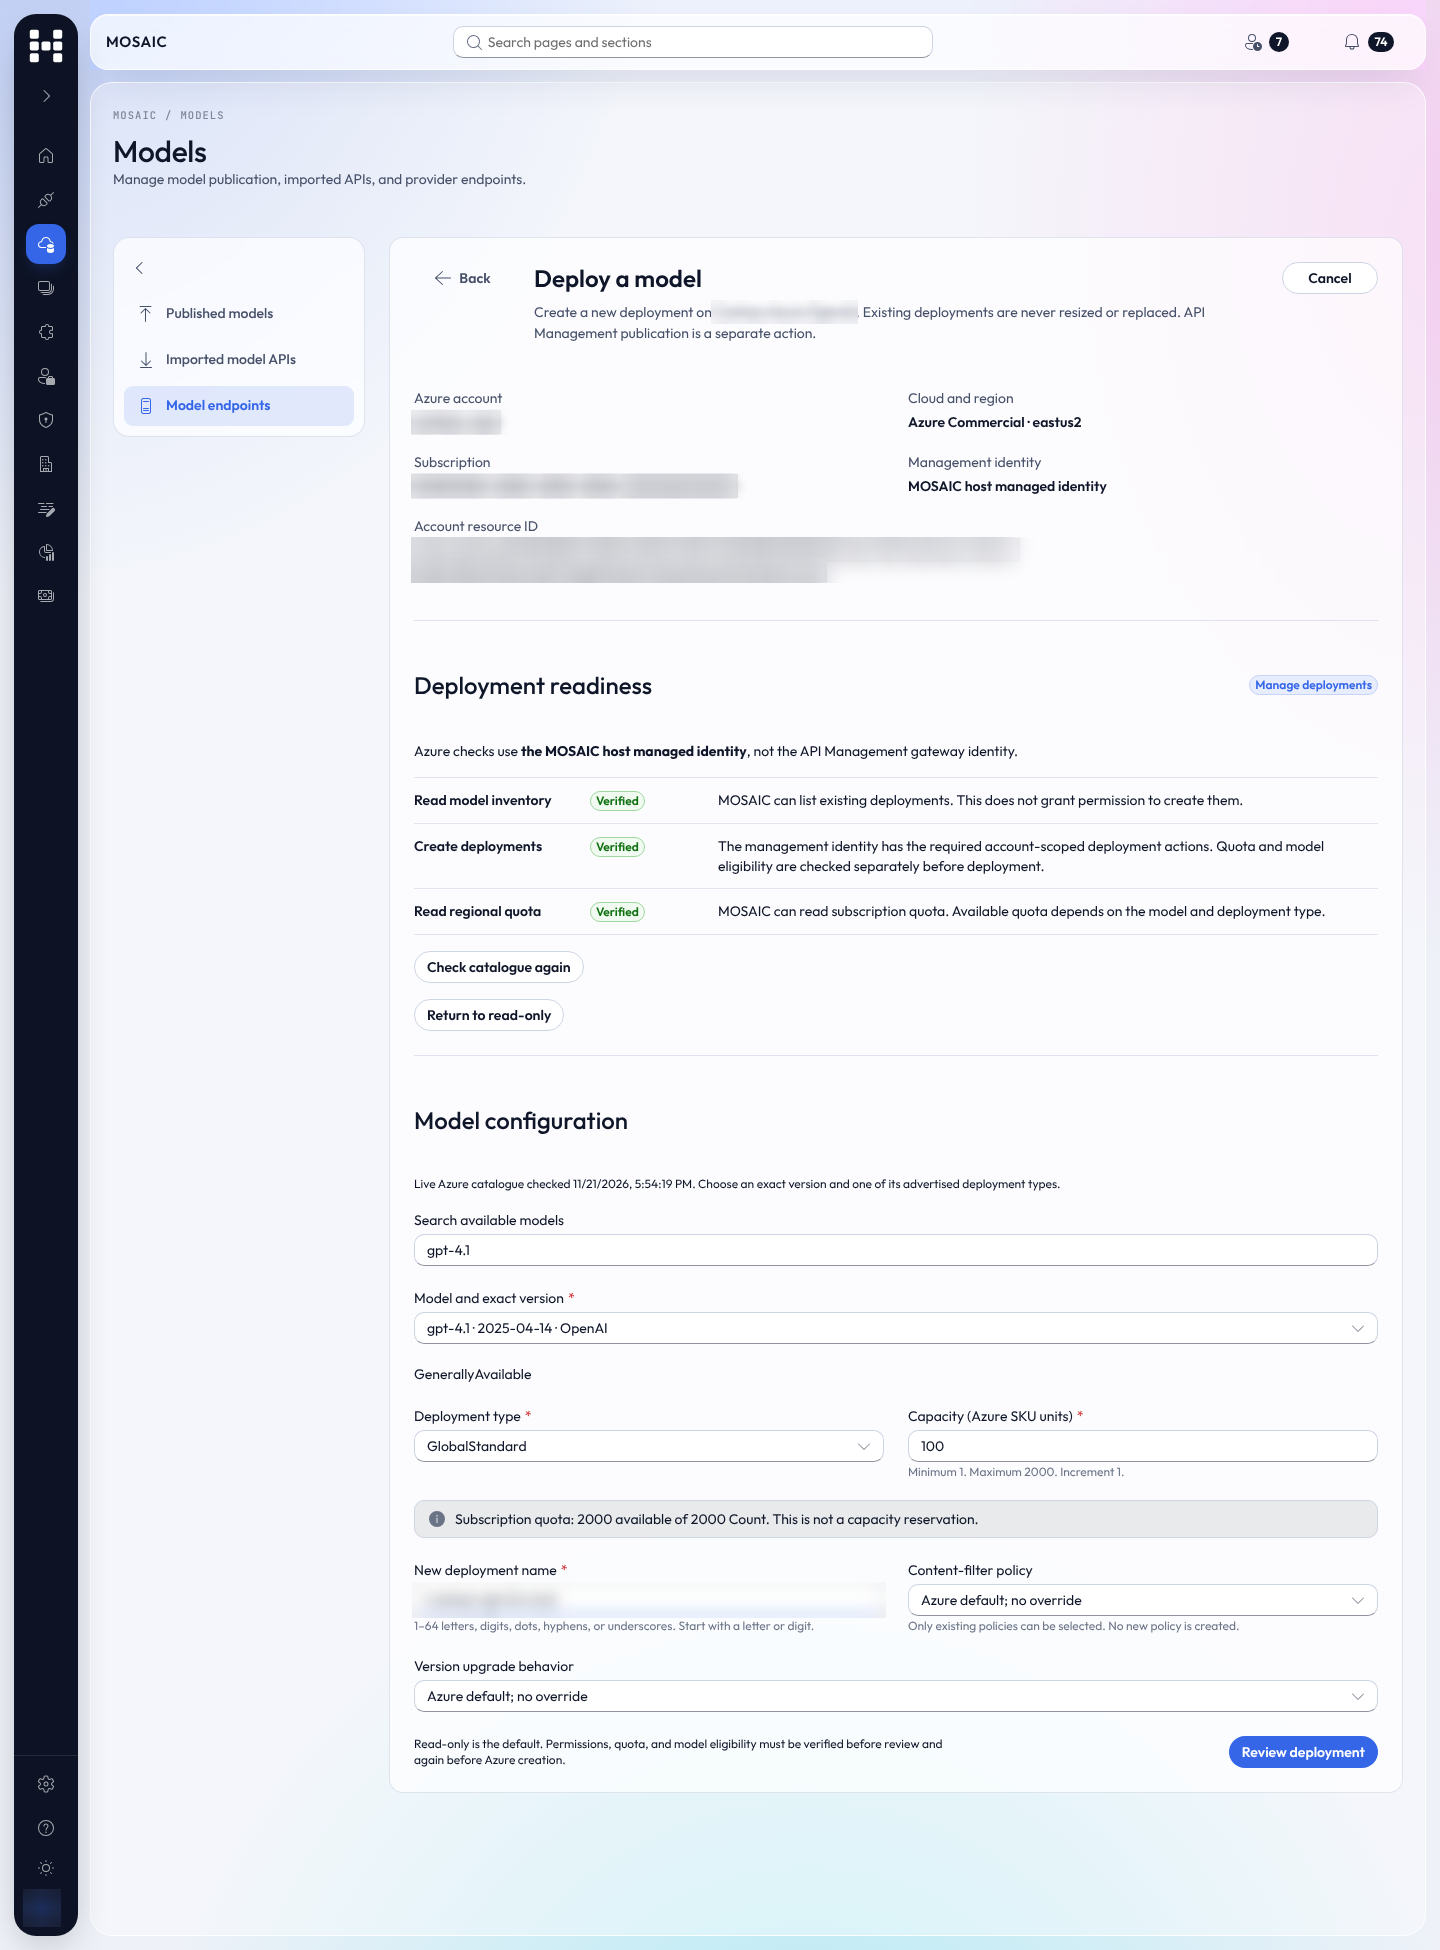 MOSAIC
Search pages and sections
7
74
MOSAIC / MODELS
Models
Manage model publication, imported APIs, and provider endpoints.
Published models
Imported model APIs
Model endpoints
Back
Deploy a model
Cancel
Create a new deployment on . Existing deployments are never resized or replaced. API
Management publication is a separate action.
Azure account
Cloud and region
Azure Commercial · eastus2
Subscription
Management identity
MOSAIC host managed identity
Account resource ID
Deployment readiness
Manage deployments
Azure checks use the MOSAIC host managed identity, not the API Management gateway identity.
Read model inventory
Verified
MOSAIC can list existing deployments. This does not grant permission to create them.
Create deployments
Verified
The management identity has the required account-scoped deployment actions. Quota and model
eligibility are checked separately before deployment.
Read regional quota
Verified
MOSAIC can read subscription quota. Available quota depends on the model and deployment type.
Check catalogue again
Return to read-only
Model configuration
Live Azure catalogue checked 11/21/2026, 5:54:19 PM. Choose an exact version and one of its advertised deployment types.
Search available models
gpt-4.1
Model and exact version *
gpt-4.1 · 2025-04-14 · OpenAI
GenerallyAvailable
Deployment type *
GlobalStandard
Capacity (Azure SKU units) *
100
Minimum 1. Maximum 2000. Increment 1.
Subscription quota: 2000 available of 2000 Count. This is not a capacity reservation.
New deployment name *
1–64 letters, digits, dots, hyphens, or underscores. Start with a letter or digit.
Content-filter policy
Azure default; no override
Only existing policies can be selected. No new policy is created.
Version upgrade behavior
Azure default; no override
Read-only is the default. Permissions, quota, and model eligibility must be verified before review and
again before Azure creation.
Review deployment